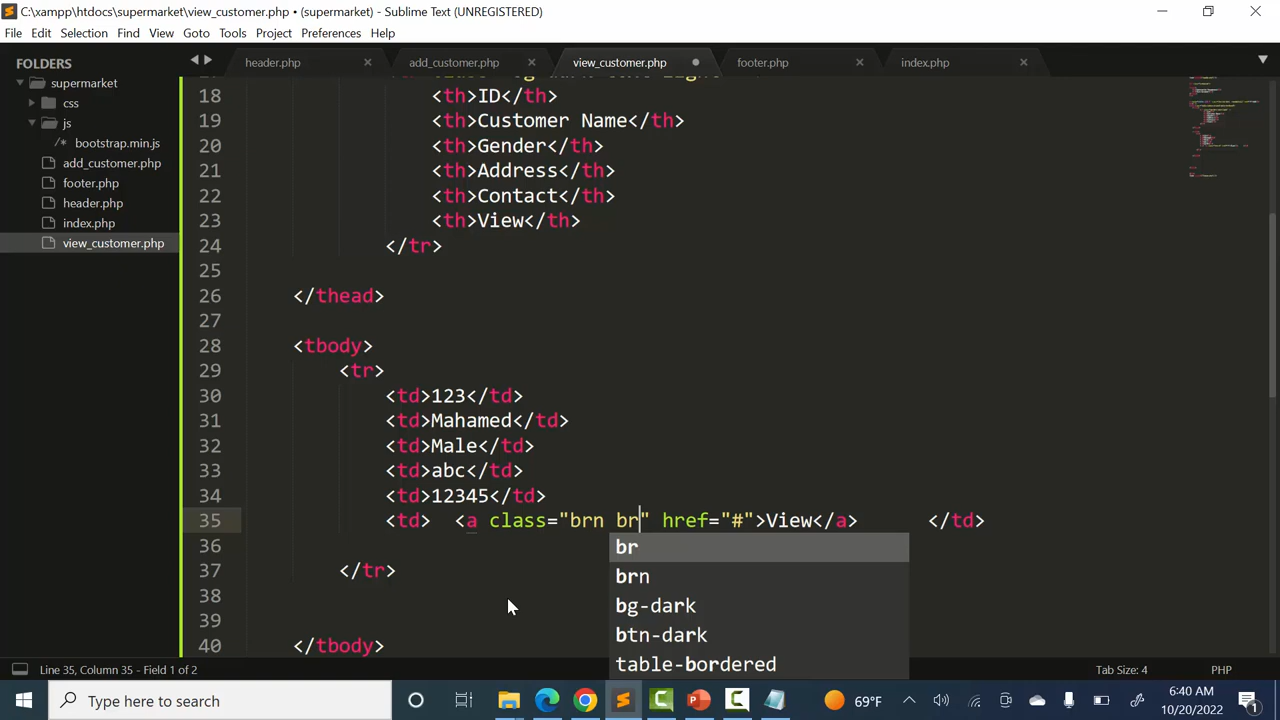 C:\xampp\htdocs\supermarket\view_customer.php • (supermarket) - Sublime Text (UNREGISTERED)
File Edit Selection Find View Goto Tools Project Preferences Help
FOLDERS
supermarket
css
js
/* bootstrap.min.js
add_customer.php
footer.php
header.php
index.php
view_customer.php
header.php add_customer.php view_customer.php footer.php index.php
18 <th>ID</th>
19 <th>Customer Name</th>
20 <th>Gender</th>
21 <th>Address</th>
22 <th>Contact</th>
23 <th>View</th>
24 </tr>
25
26 </thead>
27
28 <tbody>
29 <tr>
30 <td>123</td>
31 <td>Mahamed</td>
32 <td>Male</td>
33 <td>abc</td>
34 <td>12345</td>
35 <td> <a class="brn br" href="#">View</a> </td>
36
37 </tr>
38
39
40 </tbody>
br
brn
bg-dark
btn-dark
table-bordered
Line 35, Column 35 - Field 1 of 2 Tab Size: 4 PHP
Type here to search 69°F 6:40 AM
10/20/2022 1